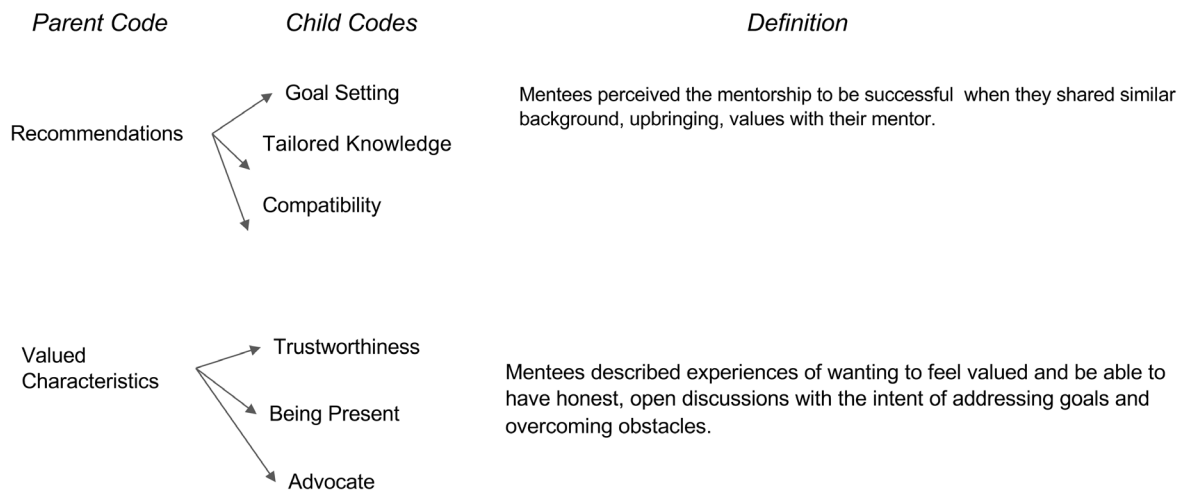 Parent Code Child Codes Definition
Goal Setting
Recommendations
Tailored Knowledge
Compatibility
Mentees perceived the mentorship to be successful when they shared similar
background, upbringing, values with their mentor.
Valued
Characteristics
Trustworthiness
Being Present
Advocate
Mentees described experiences of wanting to feel valued and be able to
have honest, open discussions with the intent of addressing goals and
overcoming obstacles.